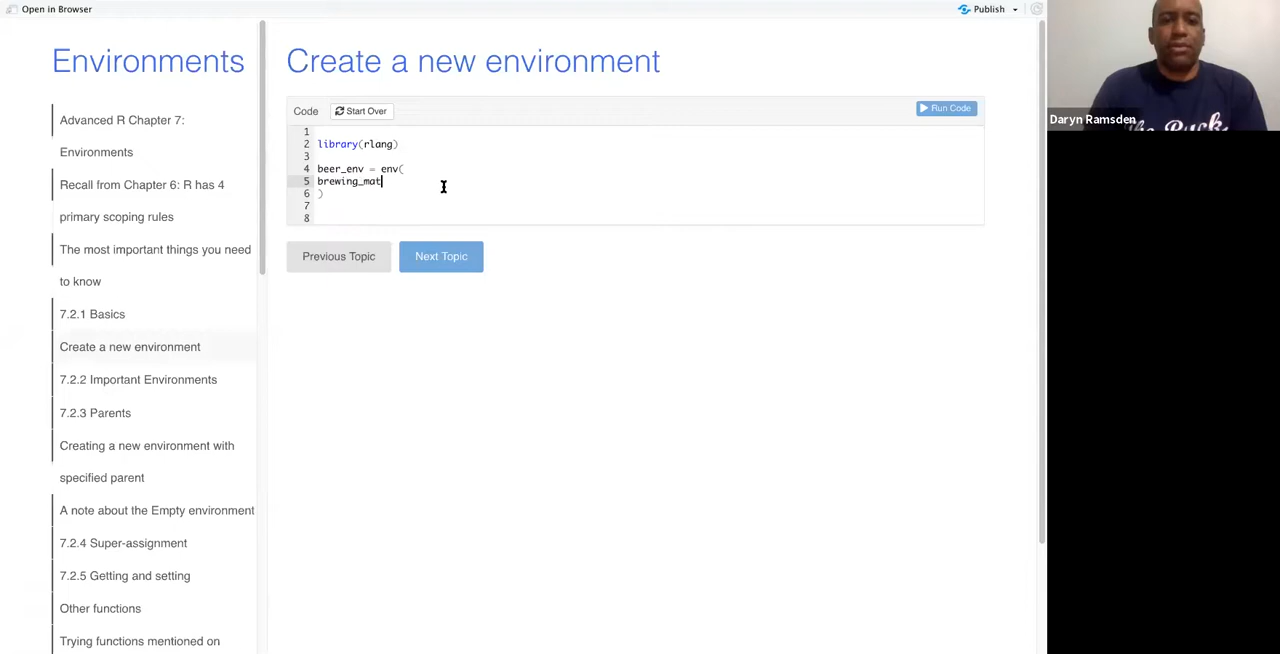 Open in Browser
Publish
Environments
Advanced R Chapter 7:
Environments
Recall from Chapter 6: R has 4
primary scoping rules
The most important things you need
to know
7.2.1 Basics
Create a new environment
7.2.2 Important Environments
7.2.3 Parents
Creating a new environment with
specified parent
A note about the Empty environment
7.2.4 Super-assignment
7.2.5 Getting and setting
Other functions
Trying functions mentioned on
Create a new environment
Code
Start Over
Run Code
1
2 library(rlang)
3
4 beer_env = env(
5 brewing_mat
6 )
7
8
Previous Topic
Next Topic
Daryn Ramsden